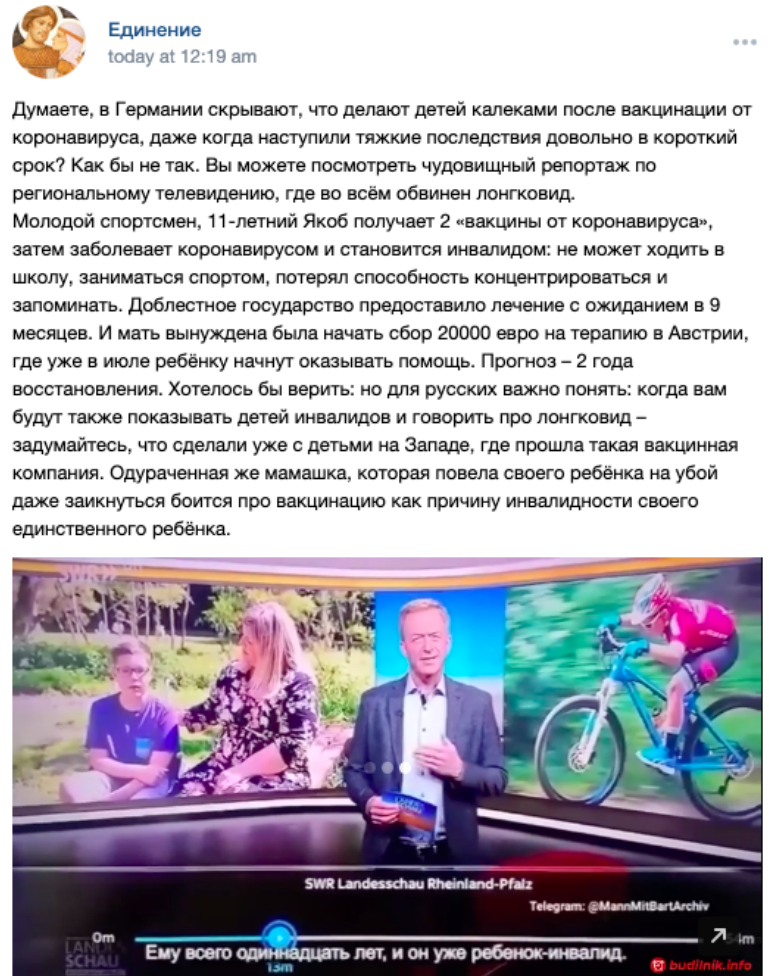 Единение
today at 12:19 am
Думаете, в Германии скрывают, что делают детей калеками после вакцинации от
коронавируса, даже когда наступили тяжкие последствия довольно в короткий
срок? Как бы не так. Вы можете посмотреть чудовищный репортаж по
региональному телевидению, где во всём обвинен лонгковид.
Молодой спортсмен, 11-летний Якоб получает 2 «вакцины от коронавируса»,
затем заболевает коронавирусом и становится инвалидом: не может ходить в
школу, заниматься спортом, потерял способность концентрироваться и
запоминать. Доблестное государство предоставило лечение с ожиданием в 9
месяцев. И мать вынуждена была начать сбор 20000 евро на терапию в Австрии,
где уже в июле ребёнку начнут оказывать помощь. Прогноз – 2 года
восстановления. Хотелось бы верить: но для русских важно понять: когда вам
будут также показывать детей инвалидов и говорить про лонгковид –
задумайтесь, что сделали уже с детьми на Западе, где прошла такая вакцинная
компания. Одураченная же мамашка, которая повела своего ребёнка на убой
даже заикнуться боится про вакцинацию как причину инвалидности своего
единственного ребёнка.
SWR Landesschau Rheinland-Pfalz
Telegram: @MannMitBartArchiv
0m
LAND
SCHAU
Ему всего одиннадцать лет, и он уже ребенок-инвалид.
13m
budilnik.info